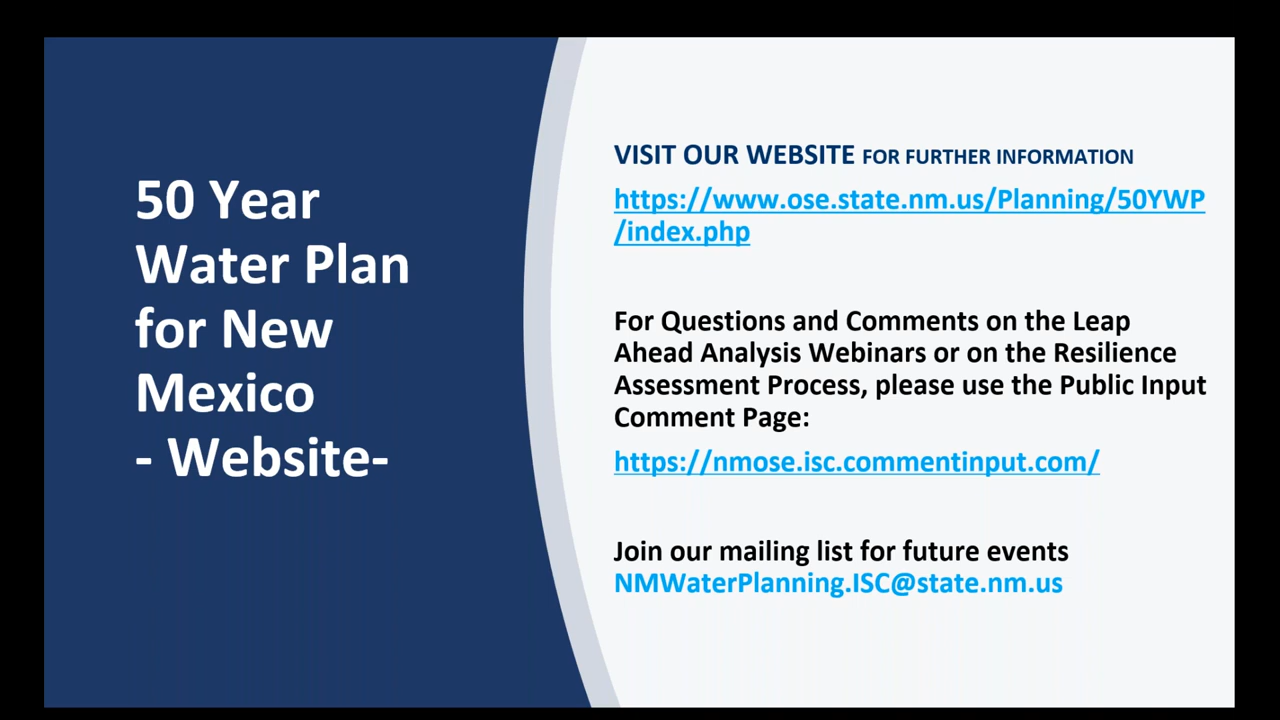 50 Year
Water Plan
for New
Mexico
- Website-
VISIT OUR WEBSITE FOR FURTHER INFORMATION
https://www.ose.state.nm.us/Planning/50YWP
/index.php
For Questions and Comments on the Leap
Ahead Analysis Webinars or on the Resilience
Assessment Process, please use the Public Input
Comment Page:
https://nmose.isc.commentinput.com/
Join our mailing list for future events
NMWaterPlanning.ISC@state.nm.us